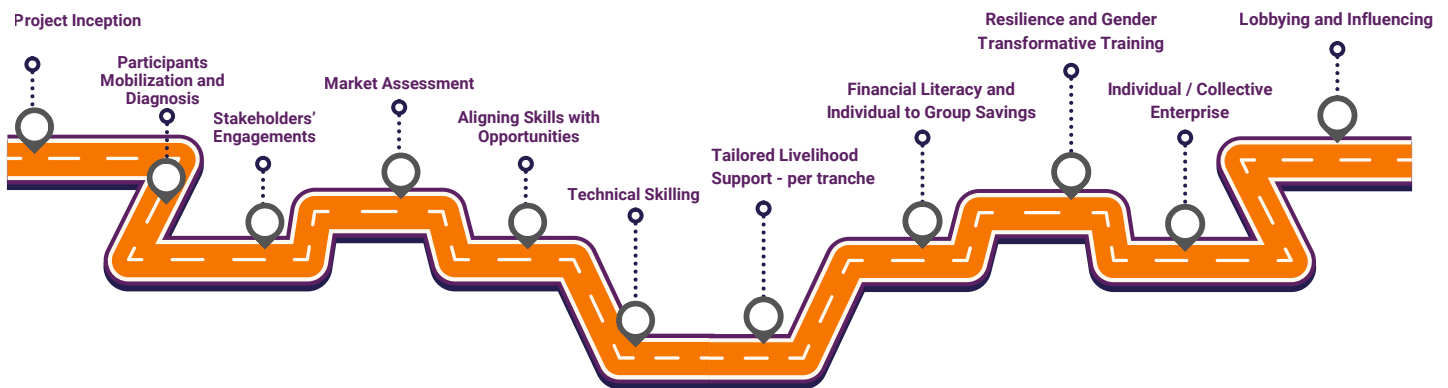 Project Inception
Participants
Mobilization and
Diagnosis
Stakeholders’
Engagements
Market Assessment
Aligning Skills with
Opportunities
Technical Skilling
Tailored Livelihood
Support - per tranche
Financial Literacy and
Individual to Group Savings
Resilience and Gender
Transformative Training
Individual / Collective
Enterprise
Lobbying and Influencing